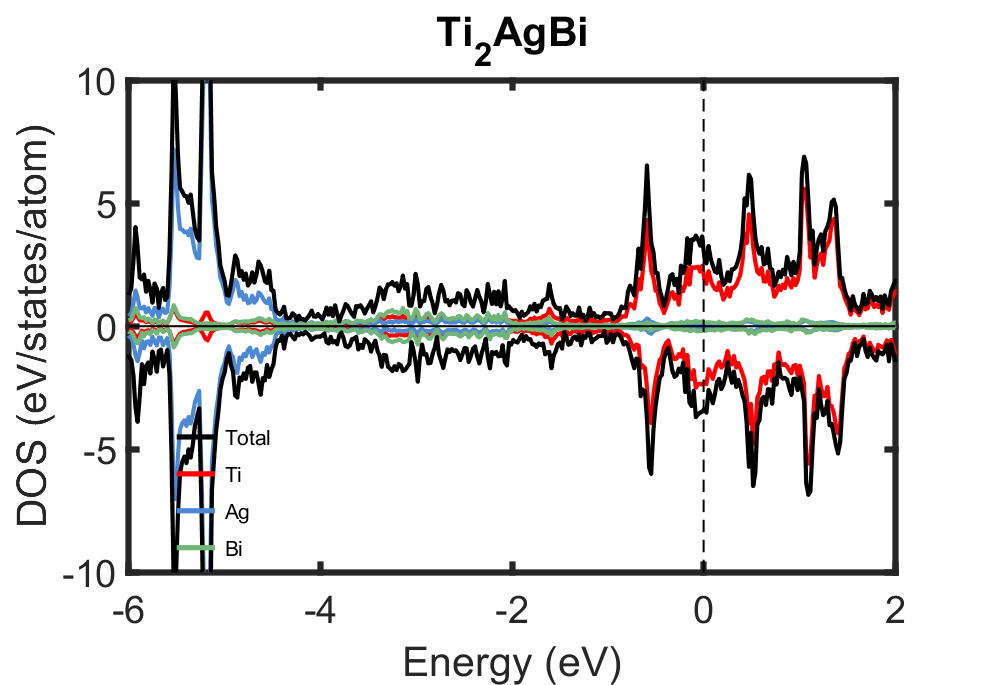 Ti2AgBi
10
5
0
-5
-10
DOS (eV/states/atom)
Total
Ti
Ag
Bi
-6 -4 -2 0 2
Energy (eV)